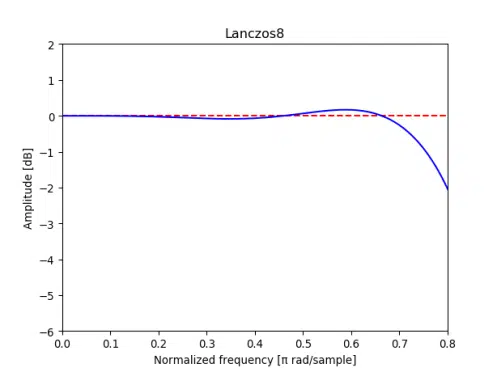 Lanczos8
2
1
0
−1
−2
−3
−4
−5
−6
Amplitude [dB]
0.0 0.1 0.2 0.3 0.4 0.5 0.6 0.7 0.8
Normalized frequency [π rad/sample]